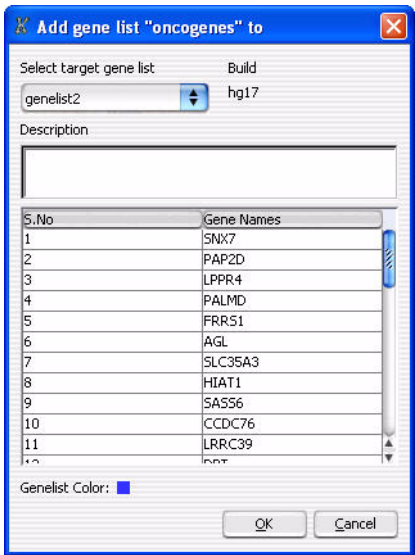 Add gene list "oncogenes" to
Select target gene list Build
genelist2 hg17
Description
S.No Gene Names
1 SNX7
2 PAP2D
3 LPPR4
4 PALMD
5 FRRS1
6 AGL
7 SLC35A3
8 HIAT1
9 SASS6
10 CCDC76
11 LRRC39
12 DBT
Genelist Color:
OK Cancel